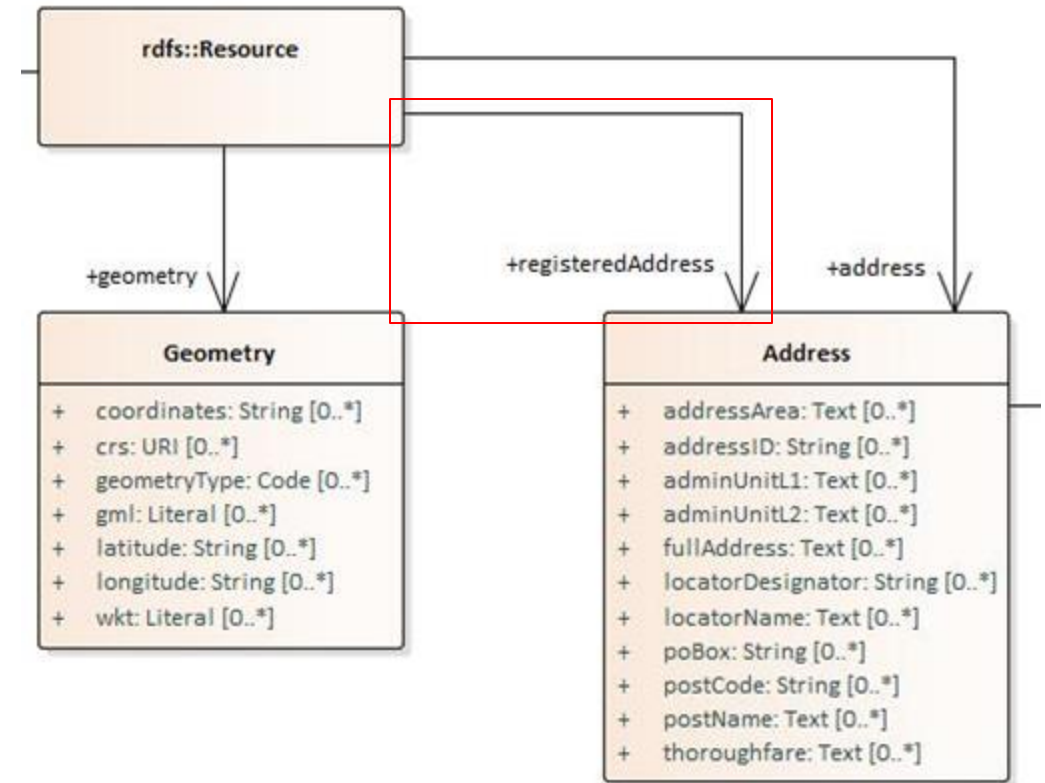 rdfs::Resource
+geometry
+registeredAddress
+address
Geometry
+ coordinates: String [0..*]
+ crs: URI [0..*]
+ geometryType: Code [0..*]
+ gml: Literal [0..*]
+ latitude: String [0..*]
+ longitude: String [0..*]
+ wkt: Literal [0..*]
Address
+ addressArea: Text [0..*]
+ addressID: String [0..*]
+ adminUnitL1: Text [0..*]
+ adminUnitL2: Text [0..*]
+ fullAddress: Text [0..*]
+ locatorDesignator: String [0..*]
+ locatorName: Text [0..*]
+ poBox: String [0..*]
+ postCode: String [0..*]
+ postName: Text [0..*]
+ thoroughfare: Text [0..*]